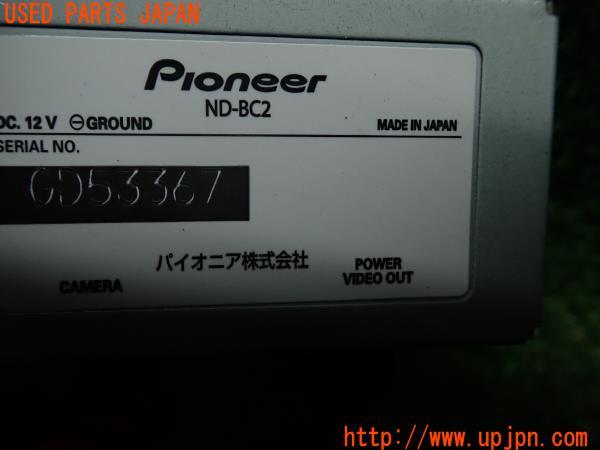 USED PARTS JAPAN
Pioneer
ND-BC2
DC. 12 V ⊖GROUND
MADE IN JAPAN
SERIAL NO.
GD53367
パイオニア株式会社
CAMERA
POWER
VIDEO OUT
http://www.upjpn.com